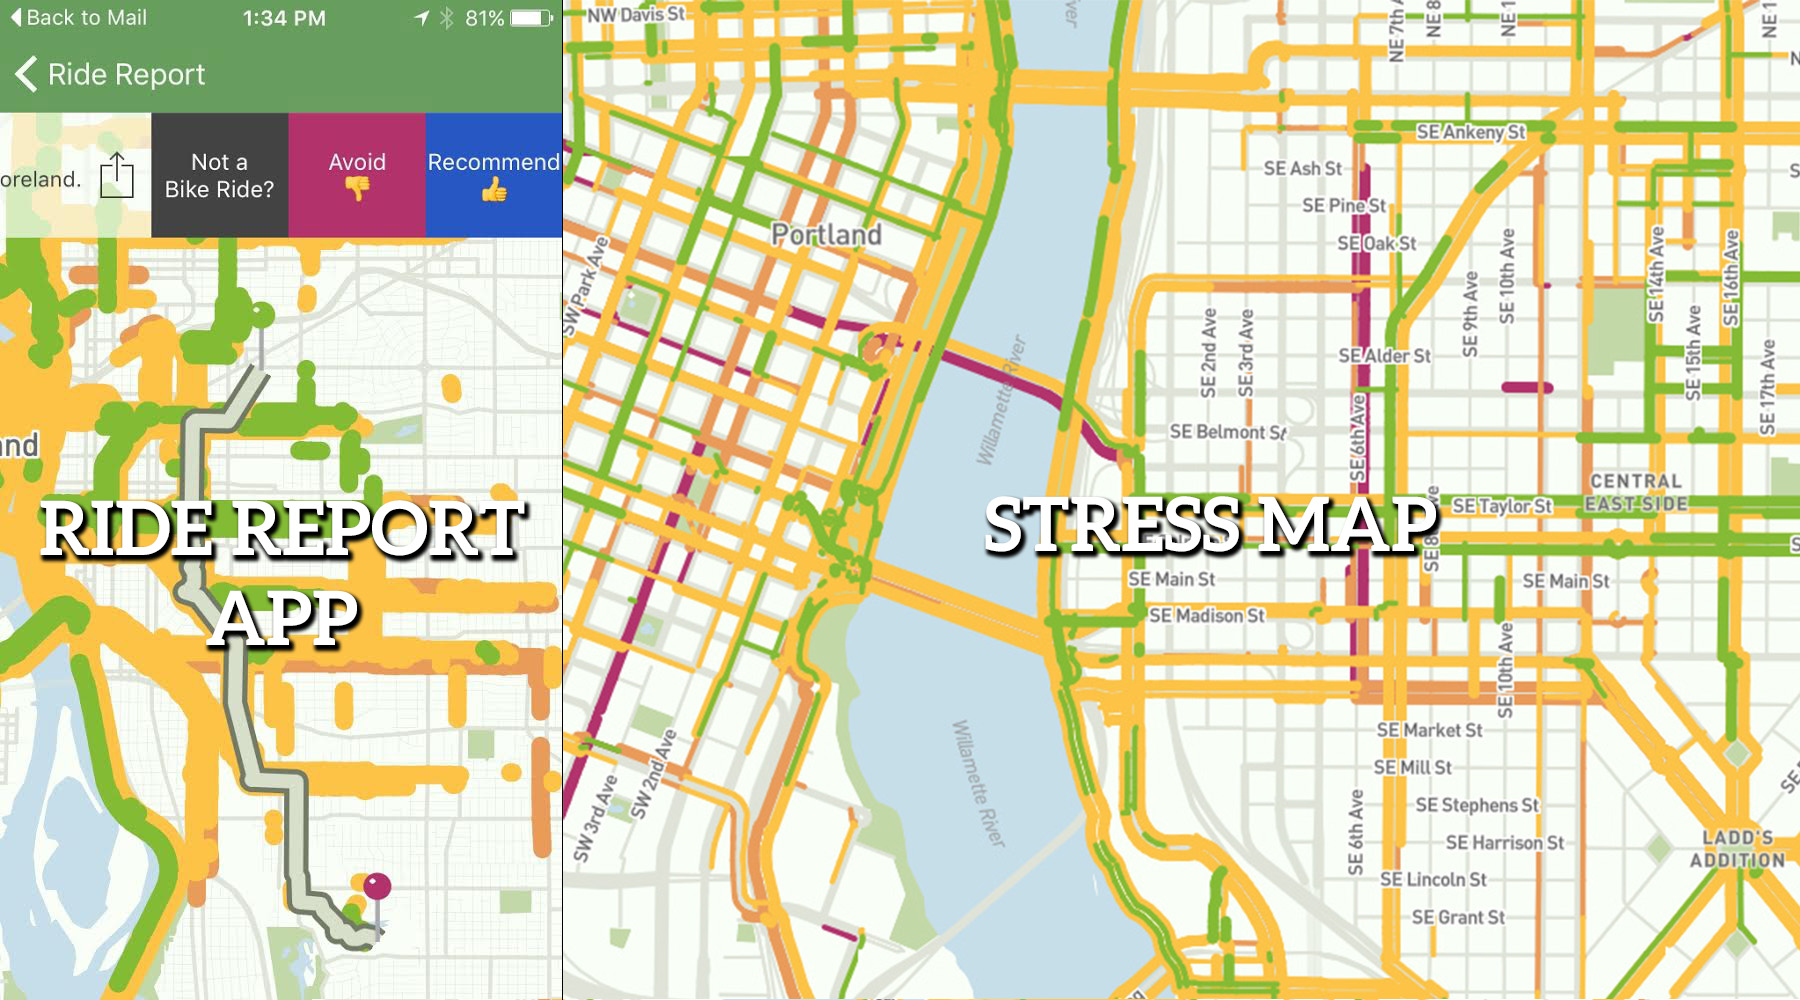 Back to Mail
1:34 PM
81%
Ride Report
oreland.
Not a
Bike Ride?
Avoid
Recommend
nd
RIDE REPORT
APP
NW Davis St
NE 7th A
NE 8
NE 1
NE 1
SE Ankeny St
SE Ash St
SE Pine St
SE Oak St
Portland
SW Park Ave
SE 2nd Ave
SE 3rd Ave
SE 9th Ave
SE 10th Ave
SE 14th Ave
SE 15th Ave
SE 16th Ave
SE 17th Ave
SE Alder St
Willamette River
SE Belmont St
SE 6th Ave
CENTRAL
EAST SIDE
SE Taylor St
STRESS MAP
SE Main St
SE Main St
SE Madison St
SE 10th Ave
SE Market St
SE Mill St
SE Stephens St
SE Harrison St
SE Lincoln St
SE Grant St
SE 6th Ave
LADD'S
ADDITION
Willamette River
SW 2nd Ave
SW 3rd Ave